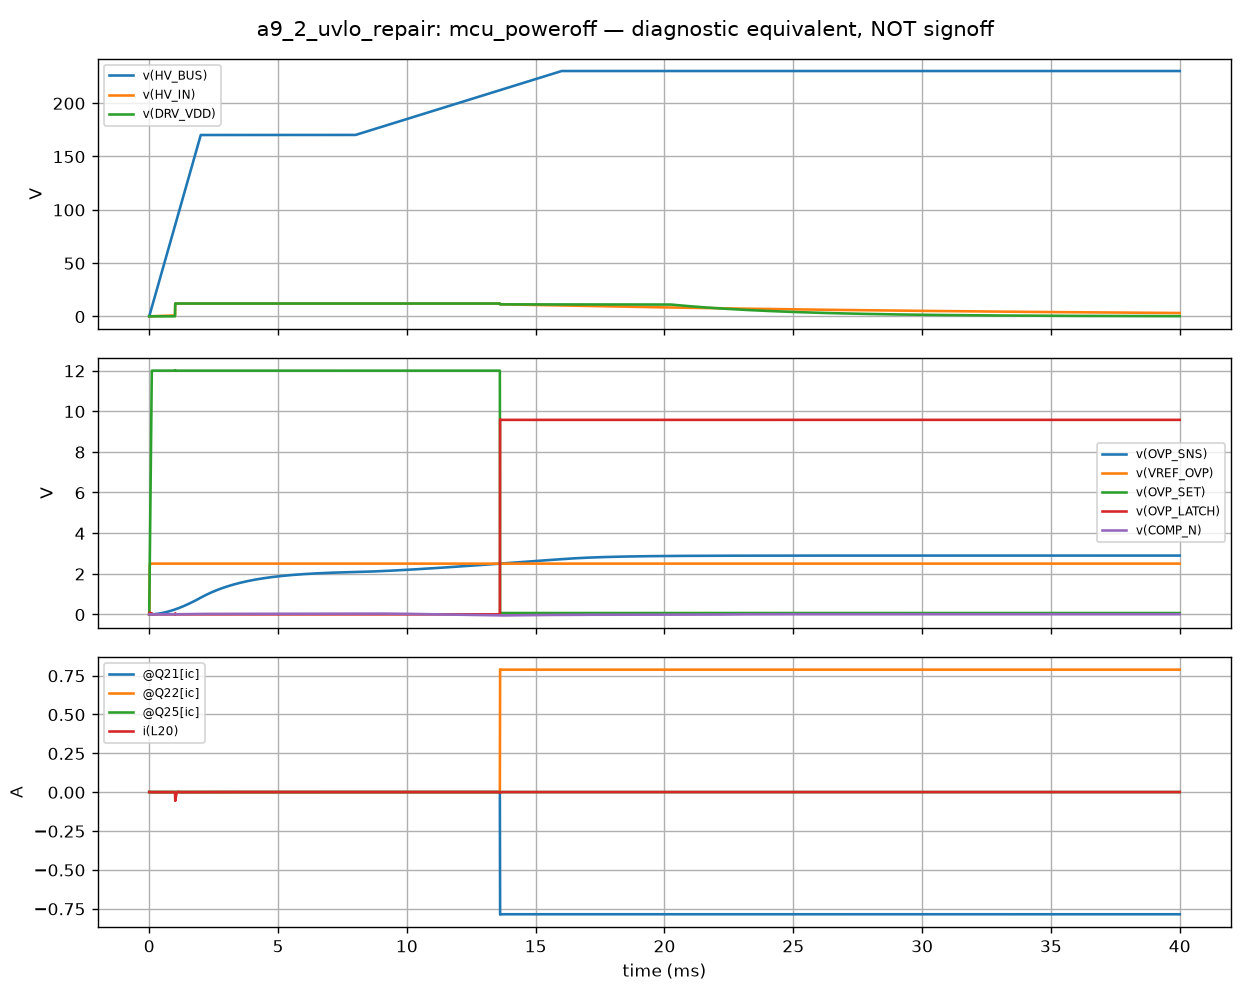 a9_2_uvlo_repair: mcu_poweroff — diagnostic equivalent, NOT signoff
v(HV_BUS)
v(HV_IN)
v(DRV_VDD)
200
150
100
50
0
V
12
10
8
6
4
2
0
V
v(OVP_SNS)
v(VREF_OVP)
v(OVP_SET)
v(OVP_LATCH)
v(COMP_N)
@Q21[ic]
@Q22[ic]
@Q25[ic]
i(L20)
0.75
0.50
0.25
0.00
−0.25
−0.50
−0.75
A
0 5 10 15 20 25 30 35 40
time (ms)